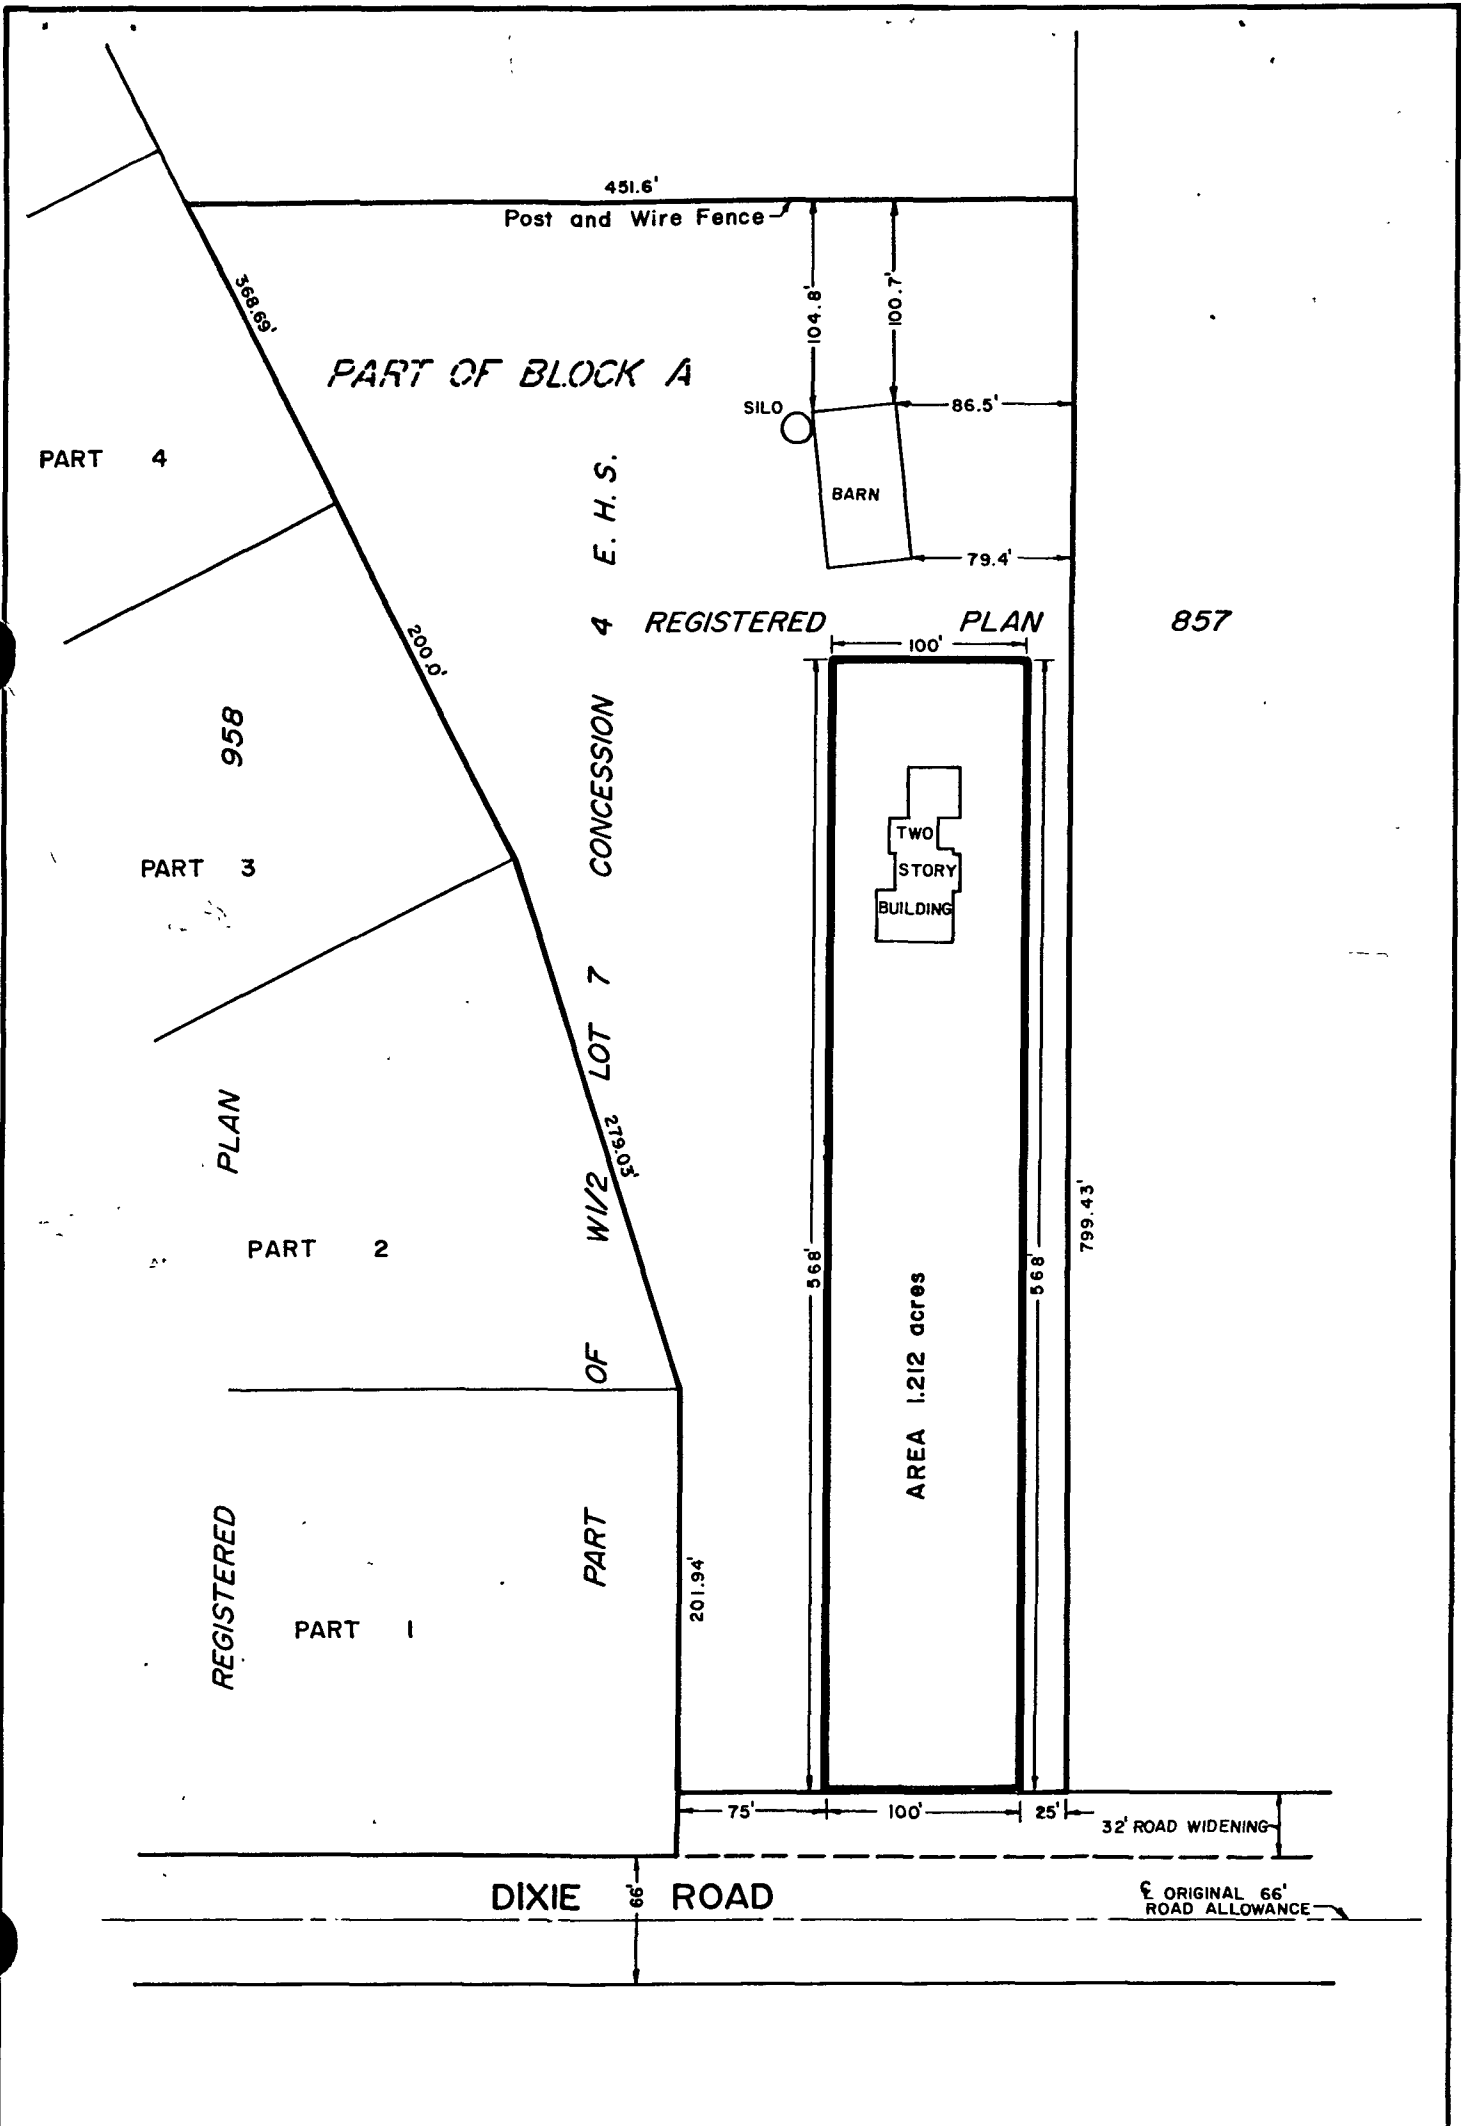 451.6'
Post and Wire Fence
368.69'
104.8'
100.7'
PART OF BLOCK A
SILO
86.5'
PART 4
BARN
79.4'
REGISTERED PLAN 857
100'
200.0'
PART OF W1/2 LOT 7 CONCESSION 4 E. H. S.
REGISTERED PLAN 958
TWO
STORY
BUILDING
PART 3
279.03'
PART 2
568'
568'
799.43'
AREA 1.212 acres
201.94'
PART 1
75'
100'
25'
32' ROAD WIDENING
DIXIE ROAD
66'
℄ ORIGINAL 66'
ROAD ALLOWANCE